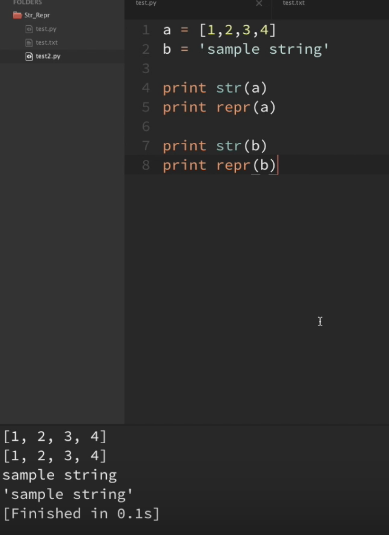 FOLDERS
Str_Repr
test.py
test.txt
test2.py
test.py
test.txt
1 a = [1,2,3,4]
2 b = 'sample string'
3
4 print str(a)
5 print repr(a)
6
7 print str(b)
8 print repr(b)
[1, 2, 3, 4]
[1, 2, 3, 4]
sample string
'sample string'
[Finished in 0.1s]